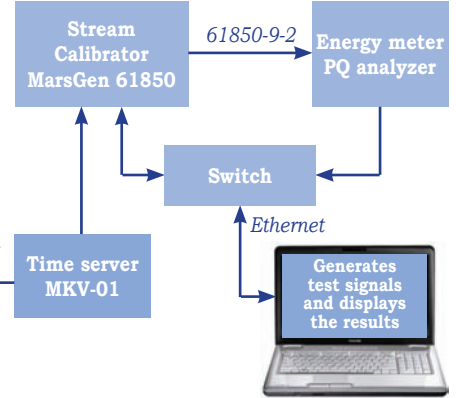 Stream
Calibrator
MarsGen 61850
61850-9-2
Energy meter
PQ analyzer
Switch
Ethernet
Time server
MKV-01
Generates
test signals
and displays
the results